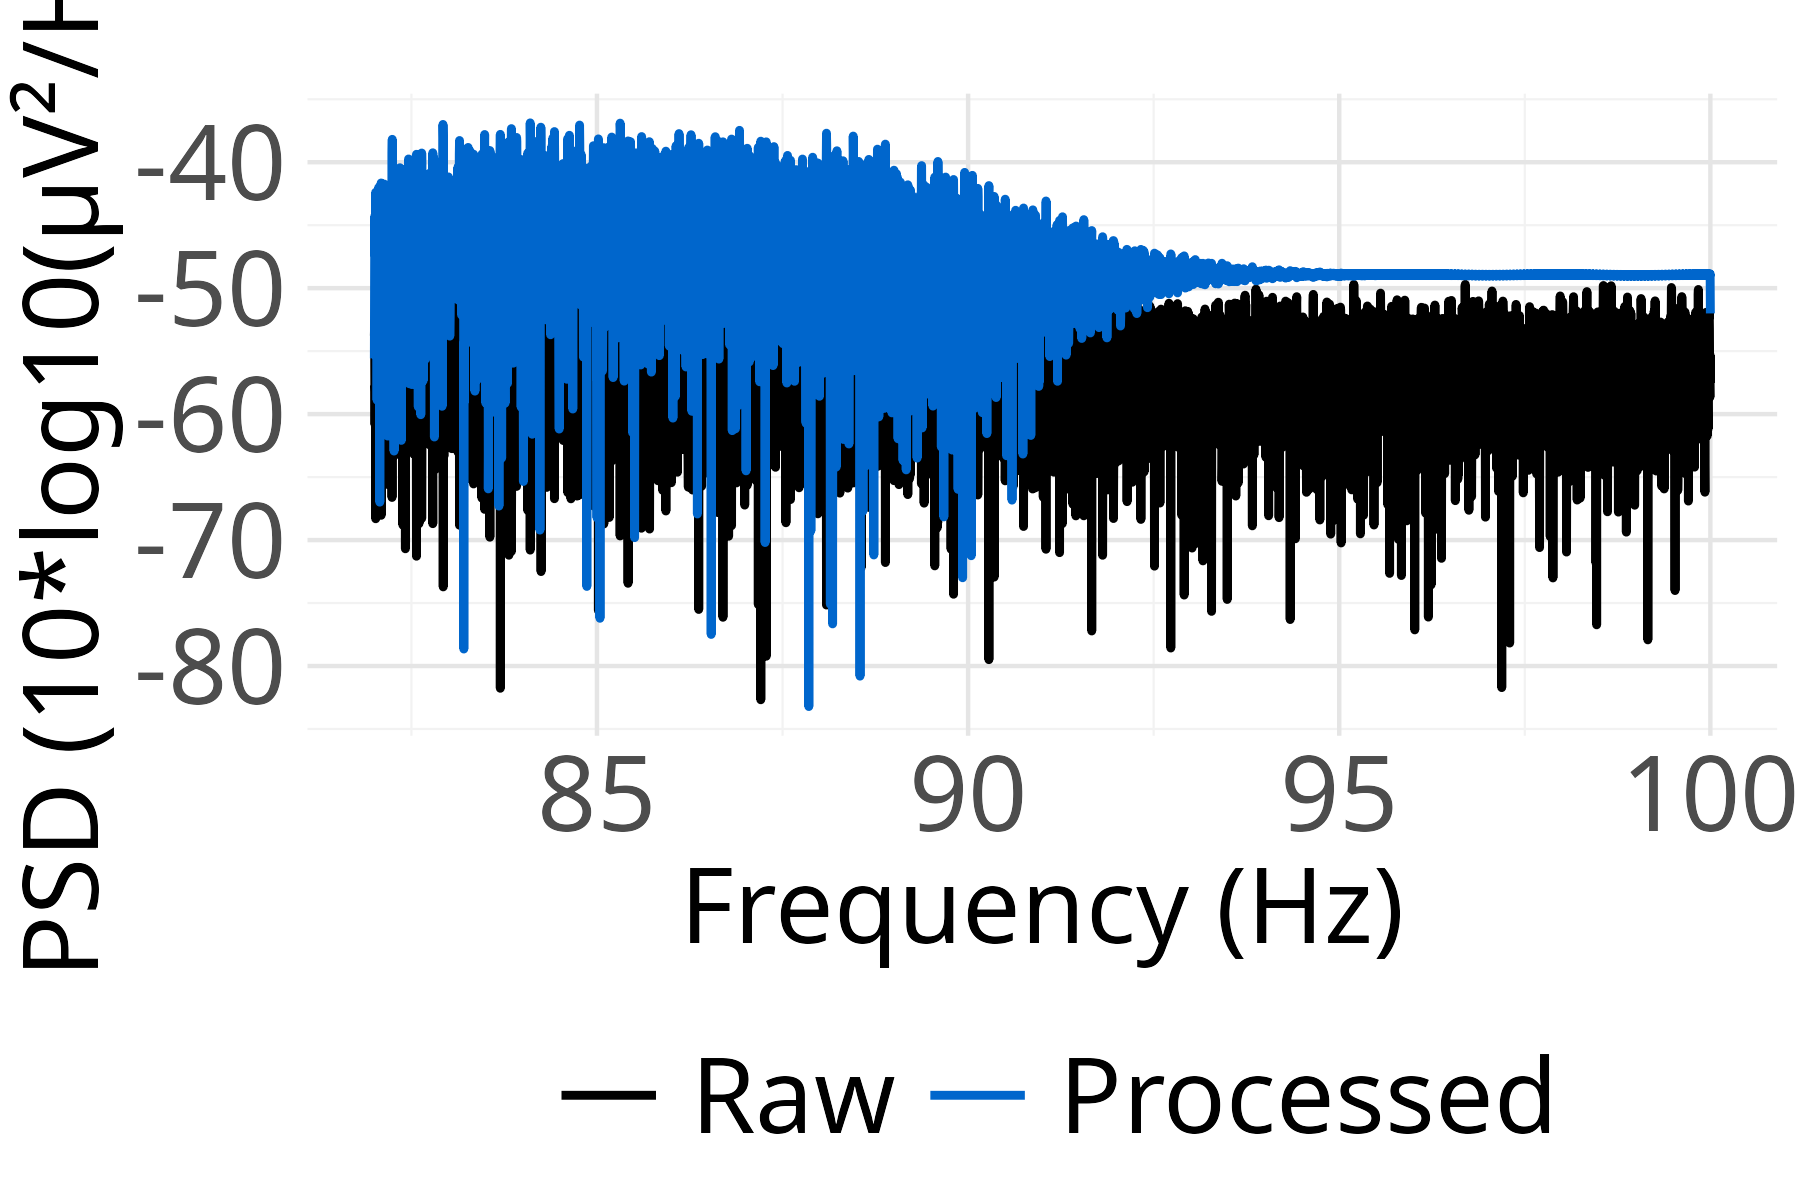 PSD (10*log10(µV²/H
-40
-50
-60
-70
-80
85 90 95 100
Frequency (Hz)
Raw Processed